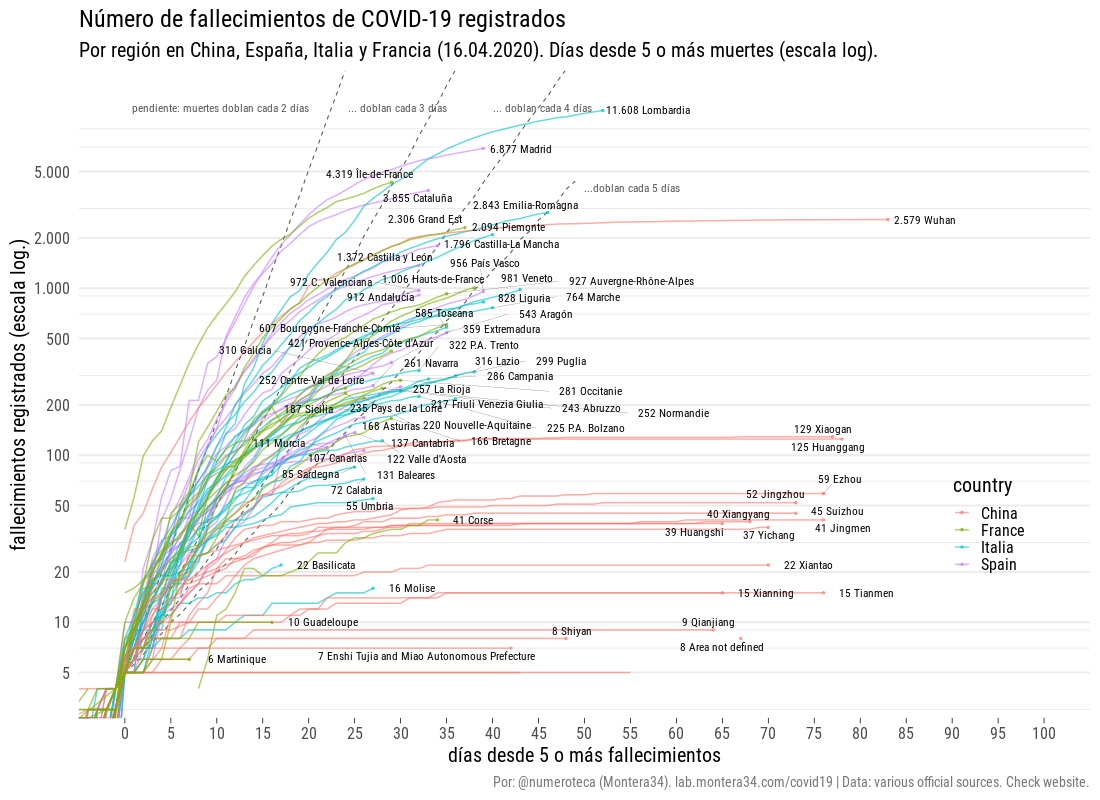 Número de fallecimientos de COVID-19 registrados
Por región en China, España, Italia y Francia (16.04.2020). Días desde 5 o más muertes (escala log).
pendiente: muertes doblan cada 2 días
... doblan cada 3 días
... doblan cada 4 días
11.608 Lombardia
6.877 Madrid
4.319 Île-de-France
...doblan cada 5 días
3.855 Cataluña
2.843 Emilia-Romagna
2.306 Grand Est
2.094 Piemonte
2.579 Wuhan
1.796 Castilla-La Mancha
1.372 Castilla y León
956 País Vasco
972 C. Valenciana
1.006 Hauts-de-France
981 Veneto
927 Auvergne-Rhône-Alpes
912 Andalucía
828 Liguria
764 Marche
585 Toscana
543 Aragón
607 Bourgogne-Franche-Comté
359 Extremadura
421 Provence-Alpes-Côte d'Azur
322 P.A. Trento
310 Galicia
261 Navarra
316 Lazio
299 Puglia
252 Centre-Val de Loire
286 Campania
257 La Rioja
281 Occitanie
187 Sicilia
235 Pays de la Loire
217 Friuli Venezia Giulia
243 Abruzzo
252 Normandie
168 Asturias
220 Nouvelle-Aquitaine
225 P.A. Bolzano
129 Xiaogan
111 Murcia
137 Cantabria
166 Bretagne
125 Huanggang
107 Canarias
122 Valle d'Aosta
85 Sardegna
131 Baleares
59 Ezhou
72 Calabria
52 Jingzhou
55 Umbria
41 Corse
40 Xiangyang
45 Suizhou
39 Huangshi
37 Yichang
41 Jingmen
22 Basilicata
22 Xiantao
16 Molise
15 Xianning
15 Tianmen
10 Guadeloupe
8 Shiyan
9 Qianjiang
8 Area not defined
6 Martinique
7 Enshi Tujia and Miao Autonomous Prefecture
country
China
France
Italia
Spain
fallecimientos registrados (escala log.)
5.000
2.000
1.000
500
200
100
50
20
10
5
0 5 10 15 20 25 30 35 40 45 50 55 60 65 70 75 80 85 90 95 100
días desde 5 o más fallecimientos
Por: @numeroteca (Montera34). lab.montera34.com/covid19 | Data: various official sources. Check website.